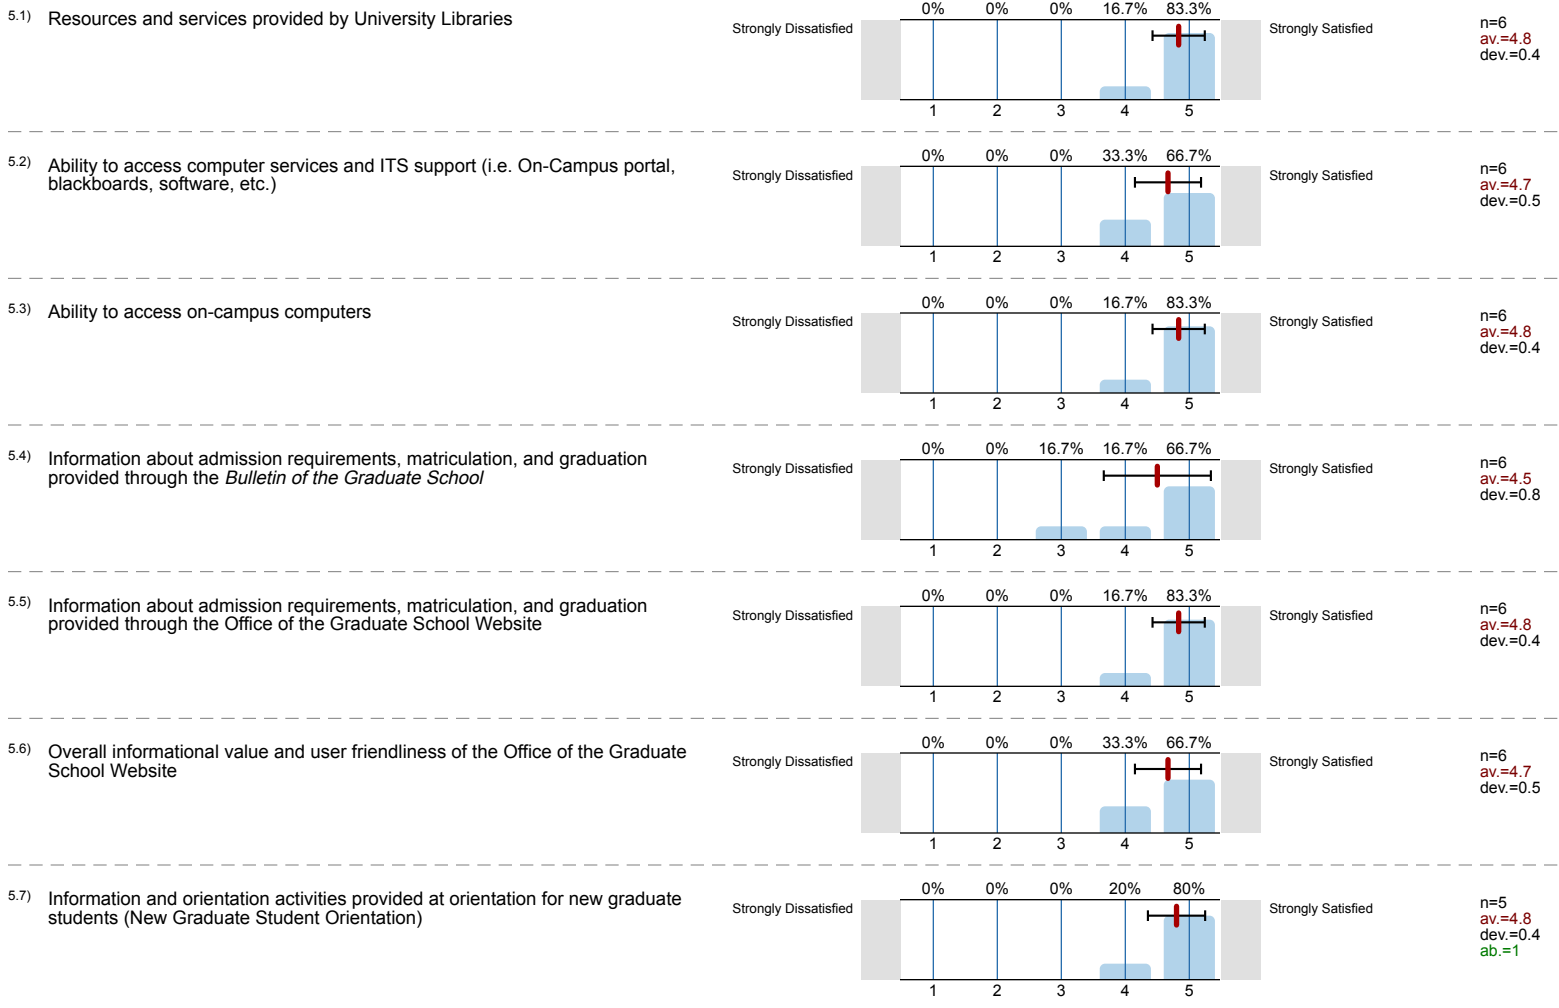 0% 0% 0% 16.7% 83.3%
5.1) Resources and services provided by University Libraries
Strongly Dissatisfied Strongly Satisfied
n=6
av.=4.8
dev.=0.4
1 2 3 4 5
0% 0% 0% 33.3% 66.7%
5.2) Ability to access computer services and ITS support (i.e. On-Campus portal,
blackboards, software, etc.)
Strongly Dissatisfied Strongly Satisfied
n=6
av.=4.7
dev.=0.5
1 2 3 4 5
0% 0% 0% 16.7% 83.3%
5.3) Ability to access on-campus computers
Strongly Dissatisfied Strongly Satisfied
n=6
av.=4.8
dev.=0.4
1 2 3 4 5
0% 0% 16.7% 16.7% 66.7%
5.4) Information about admission requirements, matriculation, and graduation
provided through the Bulletin of the Graduate School
Strongly Dissatisfied Strongly Satisfied
n=6
av.=4.5
dev.=0.8
1 2 3 4 5
0% 0% 0% 16.7% 83.3%
5.5) Information about admission requirements, matriculation, and graduation
provided through the Office of the Graduate School Website
Strongly Dissatisfied Strongly Satisfied
n=6
av.=4.8
dev.=0.4
1 2 3 4 5
0% 0% 0% 33.3% 66.7%
5.6) Overall informational value and user friendliness of the Office of the Graduate
School Website
Strongly Dissatisfied Strongly Satisfied
n=6
av.=4.7
dev.=0.5
1 2 3 4 5
0% 0% 0% 20% 80%
5.7) Information and orientation activities provided at orientation for new graduate
students (New Graduate Student Orientation)
Strongly Dissatisfied Strongly Satisfied
n=5
av.=4.8
dev.=0.4
ab.=1
1 2 3 4 5